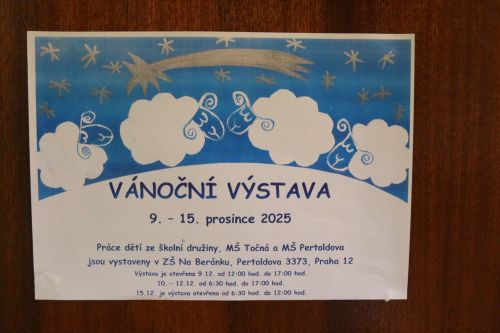 VÁNOČNÍ VÝSTAVA
9. - 15. prosince 2025
Práce dětí ze školní družiny, MŠ Točná a MŠ Pertoldova
jsou vystaveny v ZŠ Na Beránku, Pertoldova 3373, Praha 12
Výstava je otevřena 9.12. od 12:00 hod. do 17:00 hod.
10. - 12.12. od 6:30 hod. do 17:00 hod.
15.12. je výstava otevřena od 6:30 hod. do 12:00 hod.